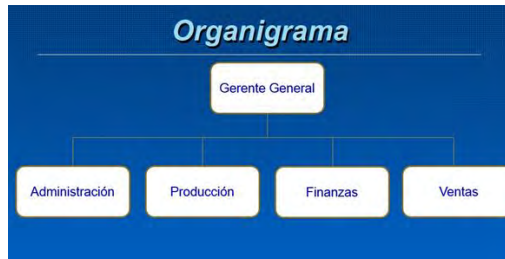 Organigrama
Gerente General
Administración
Producción
Finanzas
Ventas